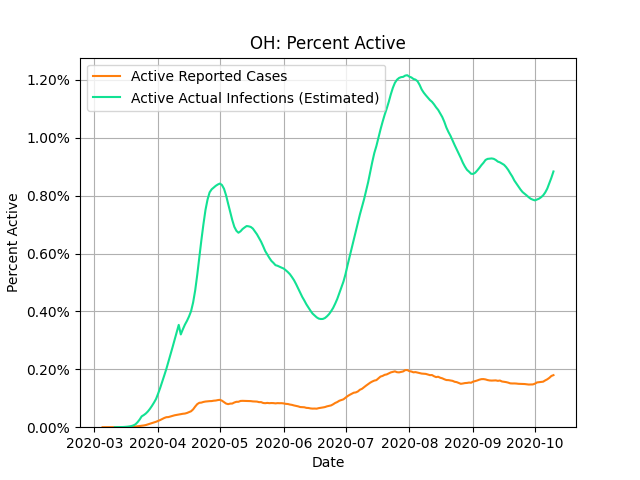 OH: Percent Active
Active Reported Cases
Active Actual Infections (Estimated)
Percent Active
1.20%
1.00%
0.80%
0.60%
0.40%
0.20%
0.00%
2020-03 2020-04 2020-05 2020-06 2020-07 2020-08 2020-09 2020-10
Date